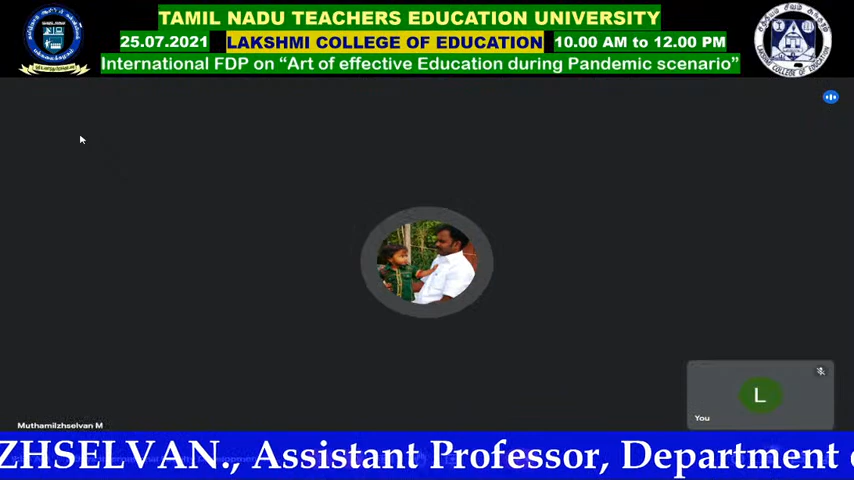 TAMIL NADU TEACHERS EDUCATION UNIVERSITY
25.07.2021 LAKSHMI COLLEGE OF EDUCATION 10.00 AM to 12.00 PM
International FDP on “Art of effective Education during Pandemic scenario”
L
You
Muthamilzhselvan M
ZHSELVAN., Assistant Professor, Department